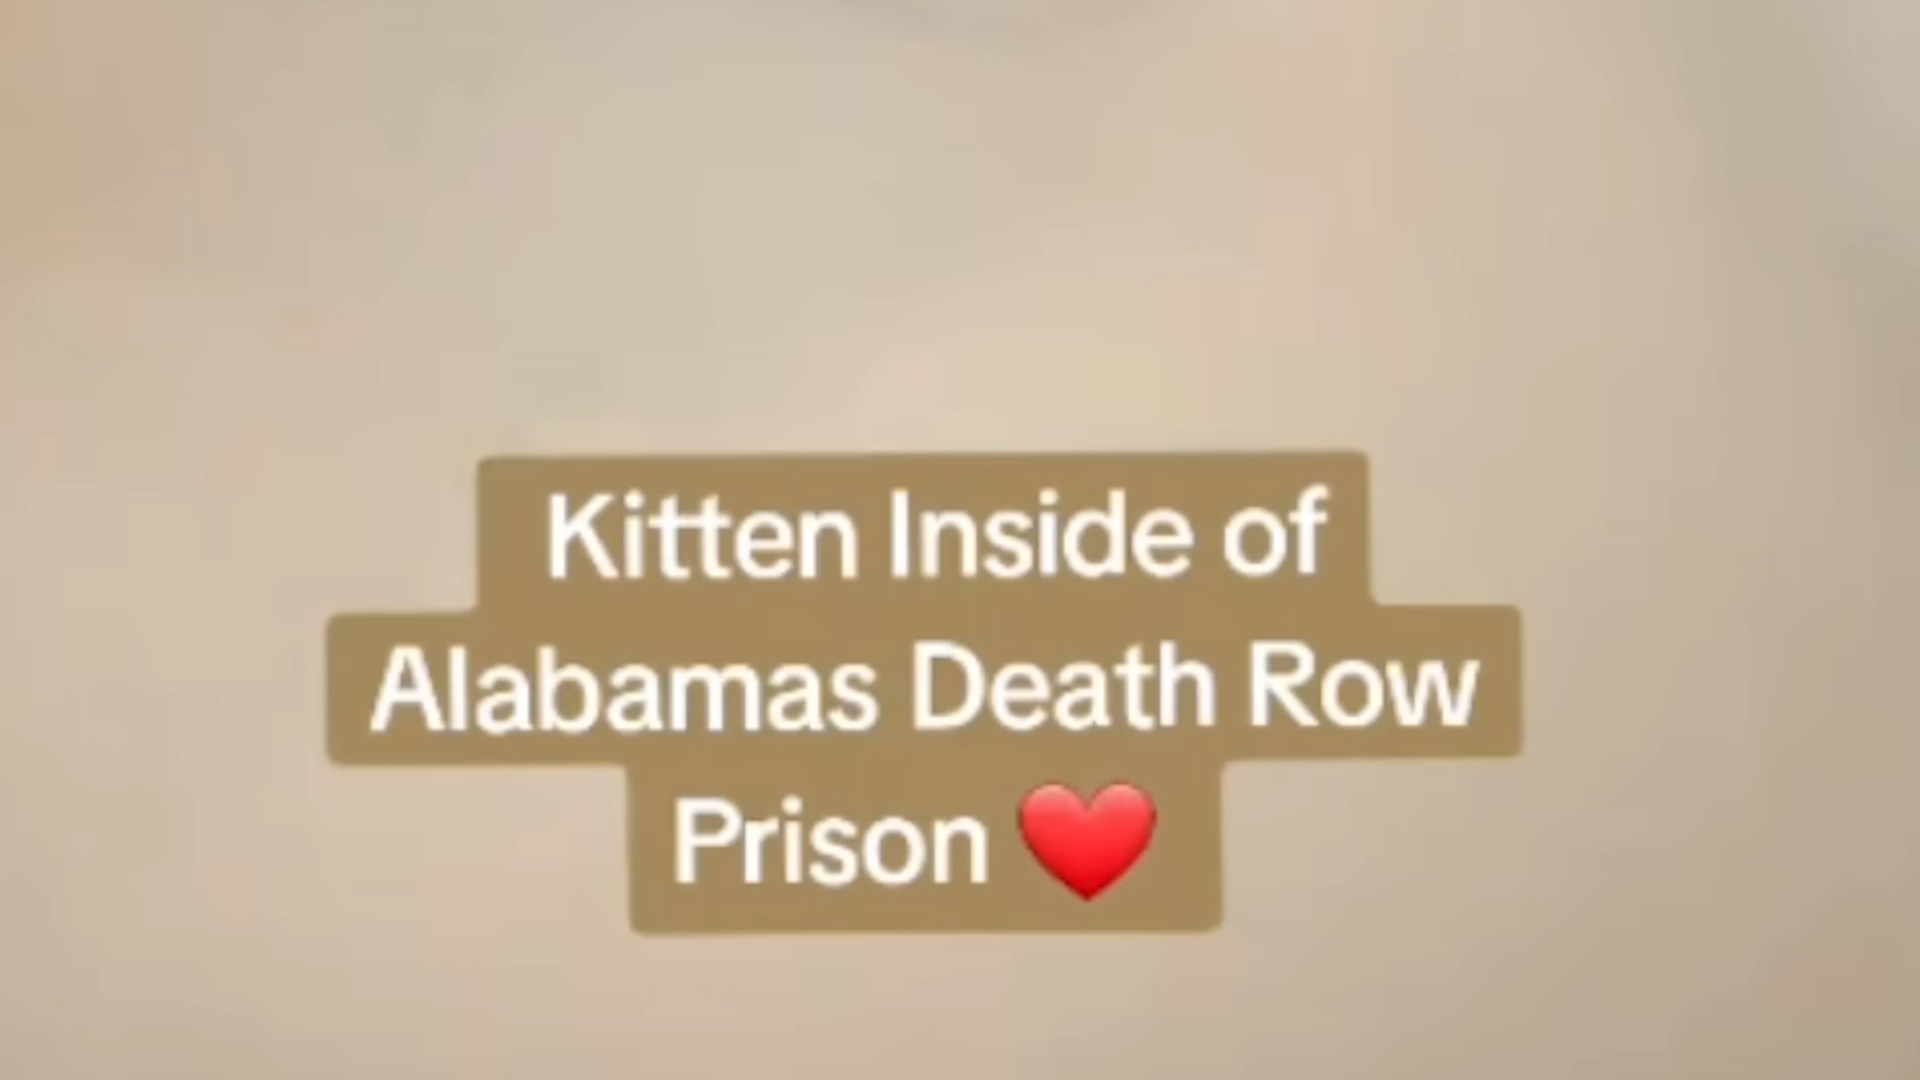 Kitten Inside of
Alabamas Death Row
Prison ❤️